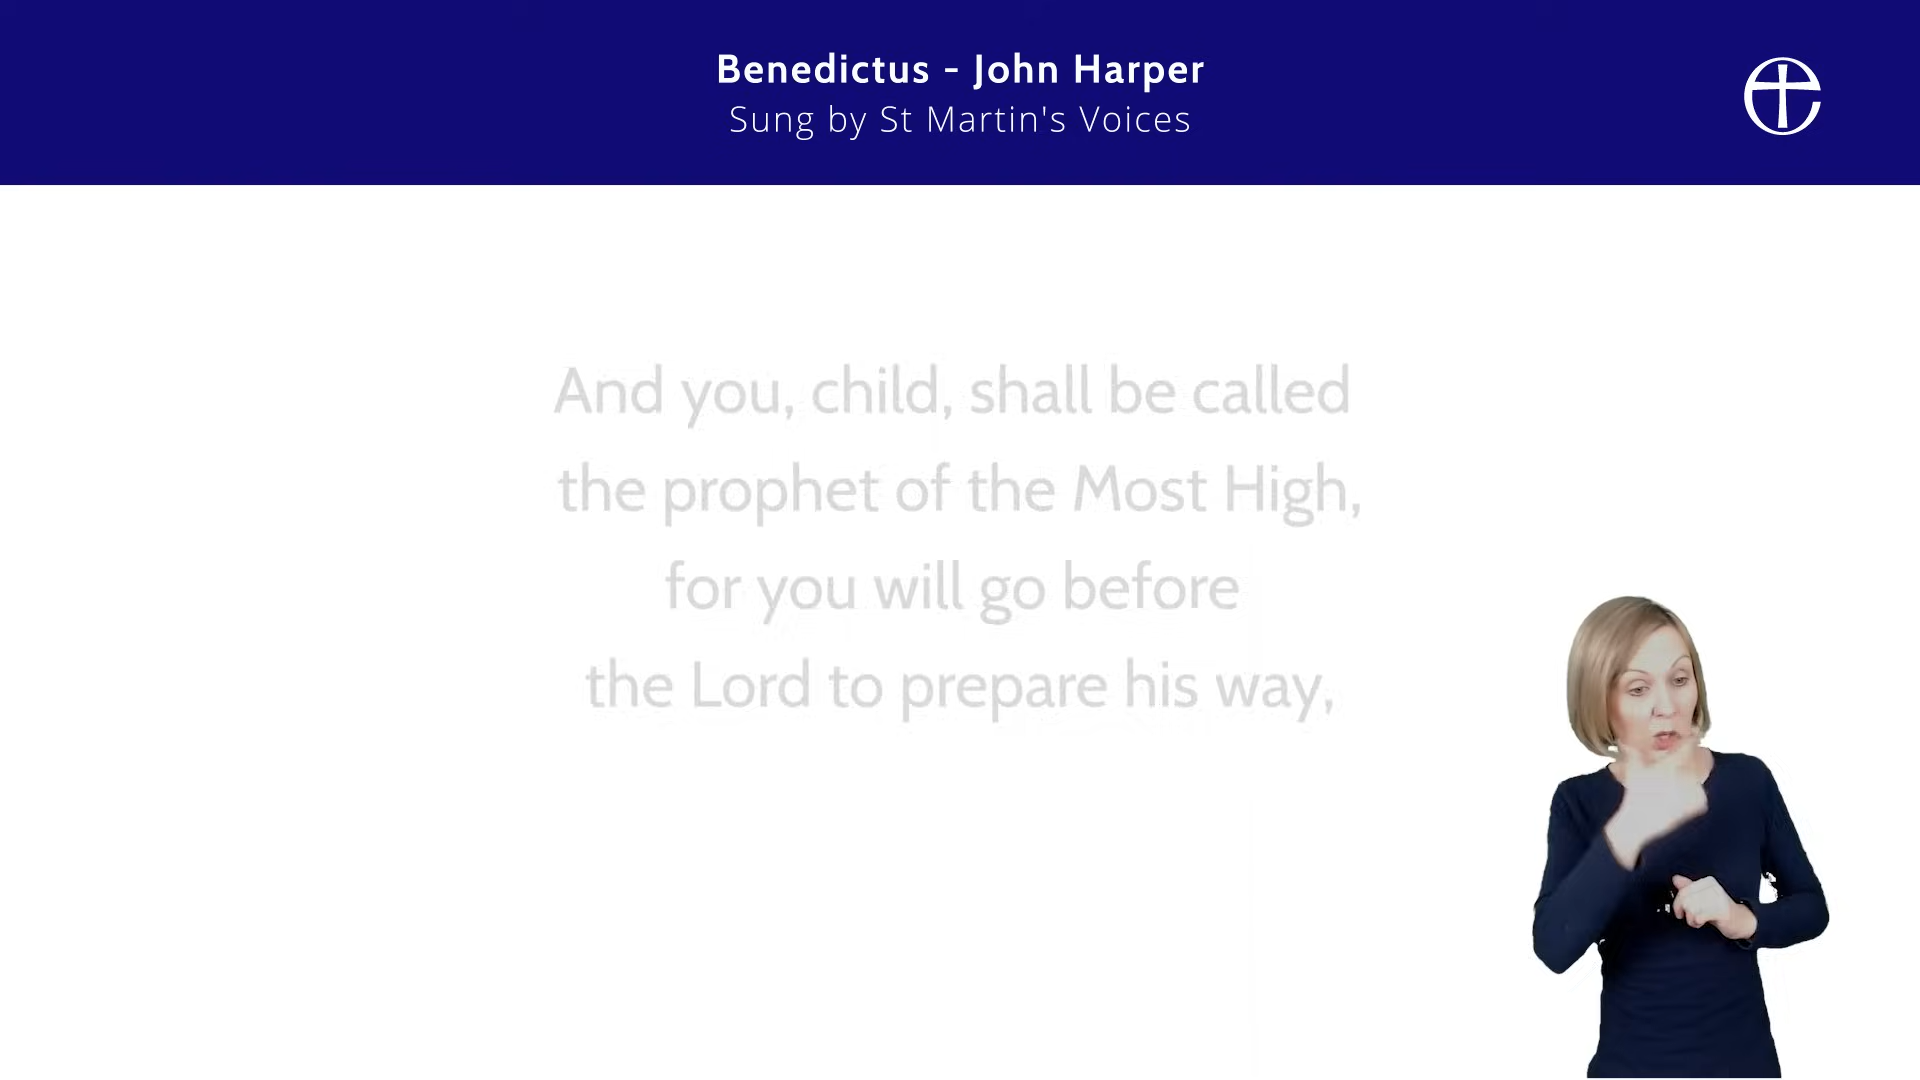 Benedictus - John Harper
Sung by St Martin's Voices
And you, child, shall be called
the prophet of the Most High,
for you will go before
the Lord to prepare his way,